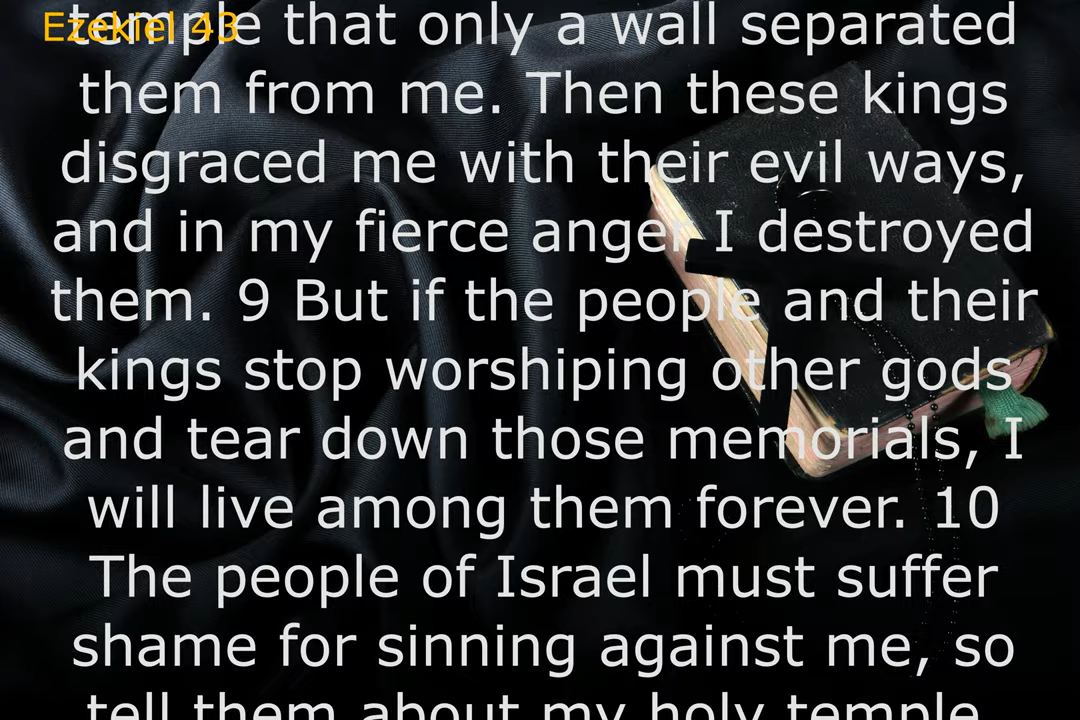 Ezekiel 43
temple that only a wall separated
them from me. Then these kings
disgraced me with their evil ways,
and in my fierce anger I destroyed
them. 9 But if the people and their
kings stop worshiping other gods
and tear down those memorials, I
will live among them forever. 10
The people of Israel must suffer
shame for sinning against me, so
tell them about my holy temple.